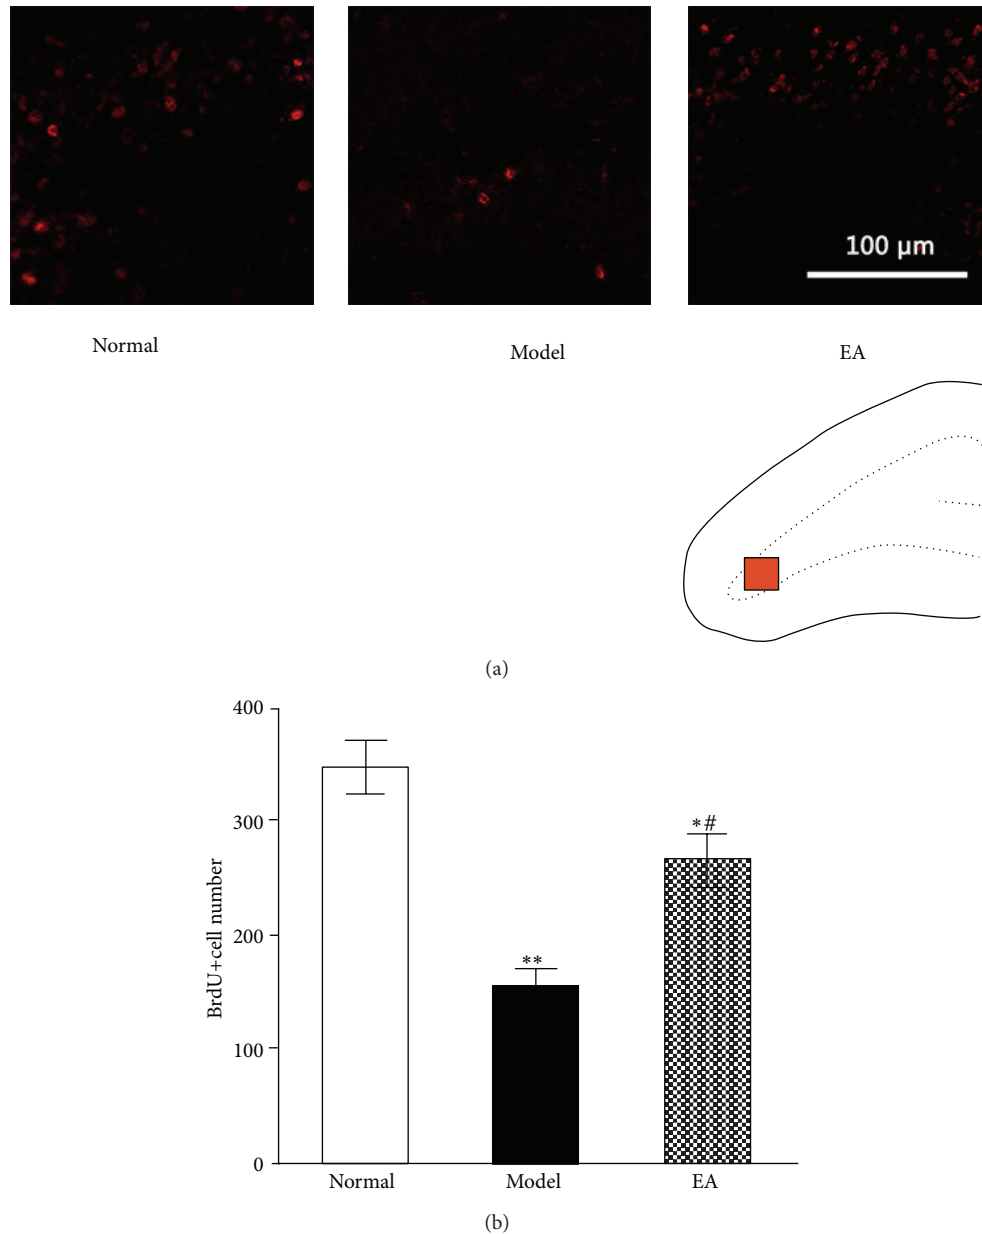 100 µm
Normal Model EA
(a)
400
300
200
100
0
BrdU+cell number
**
*#
Normal Model EA
(b)